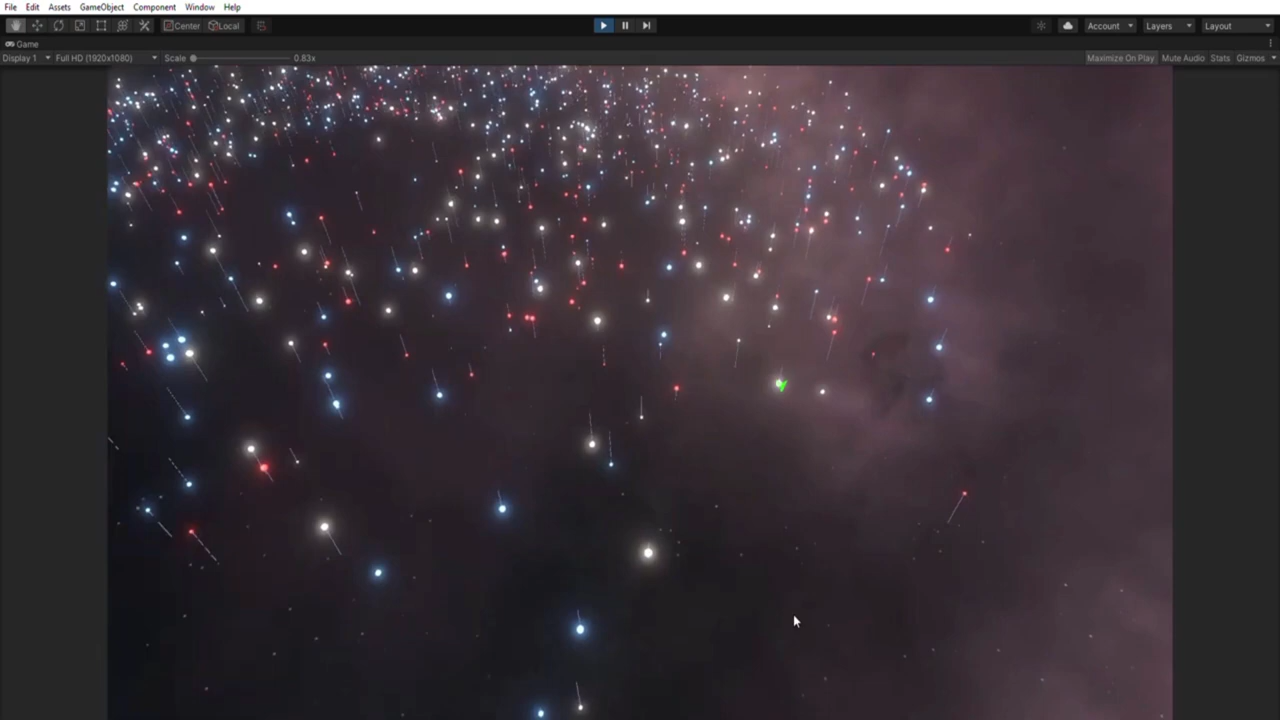 File Edit Assets GameObject Component Window Help
Center Local Account Layers Layout
Game
Display 1 Full HD (1920x1080) Scale 0.83x Maximize On Play Mute Audio Stats Gizmos